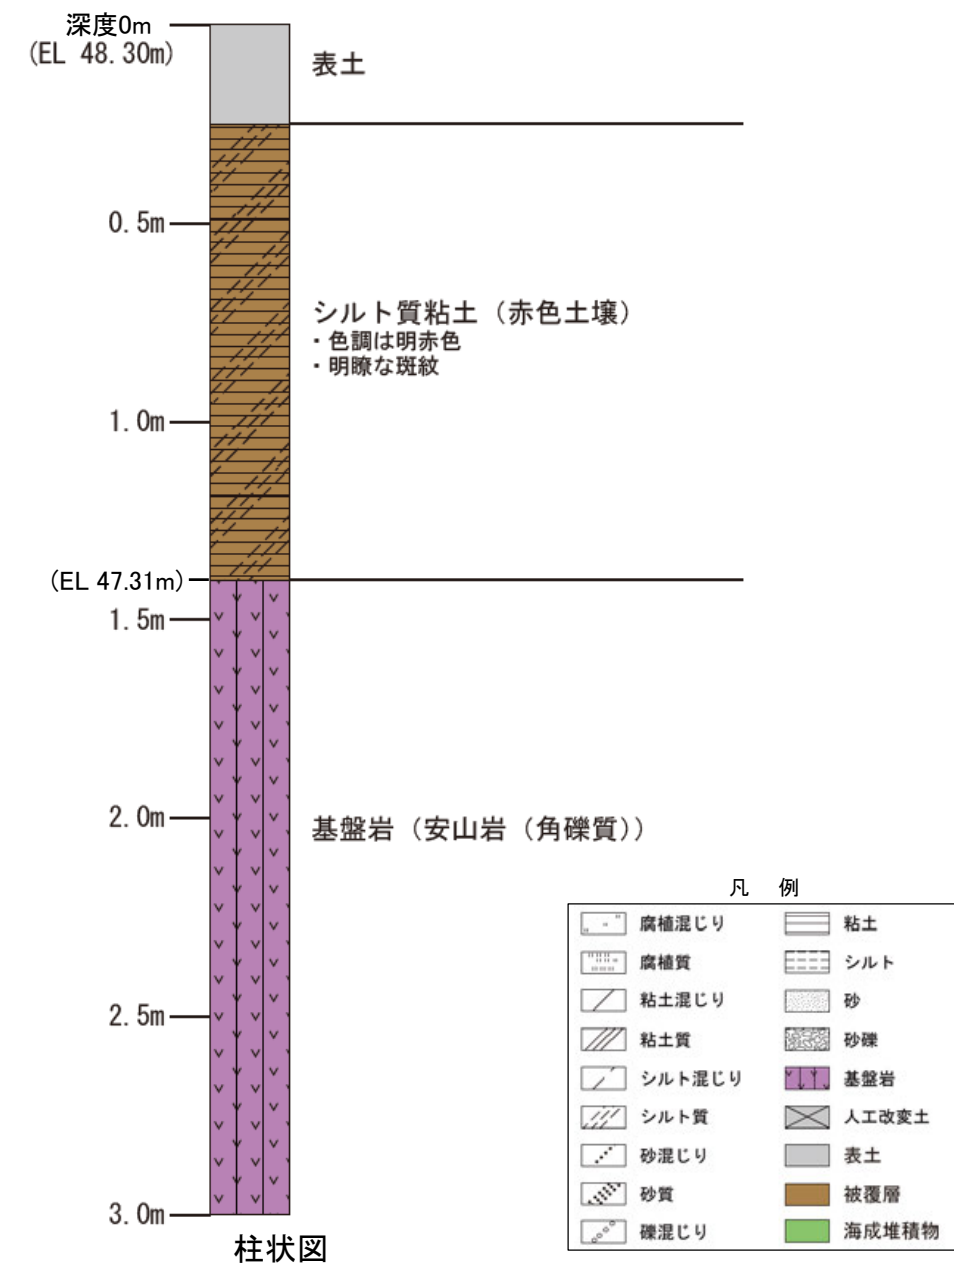 深度0m
(EL 48.30m)
表土
0.5m
シルト質粘土（赤色土壌）
・色調は明赤色
・明瞭な斑紋
1.0m
(EL 47.31m)
1.5m
2.0m
基盤岩（安山岩（角礫質））
2.5m
3.0m
柱状図
凡 例
腐植混じり
腐植質
粘土混じり
粘土質
シルト混じり
シルト質
砂混じり
砂質
礫混じり
粘土
シルト
砂
砂礫
基盤岩
人工改変土
表土
被覆層
海成堆積物